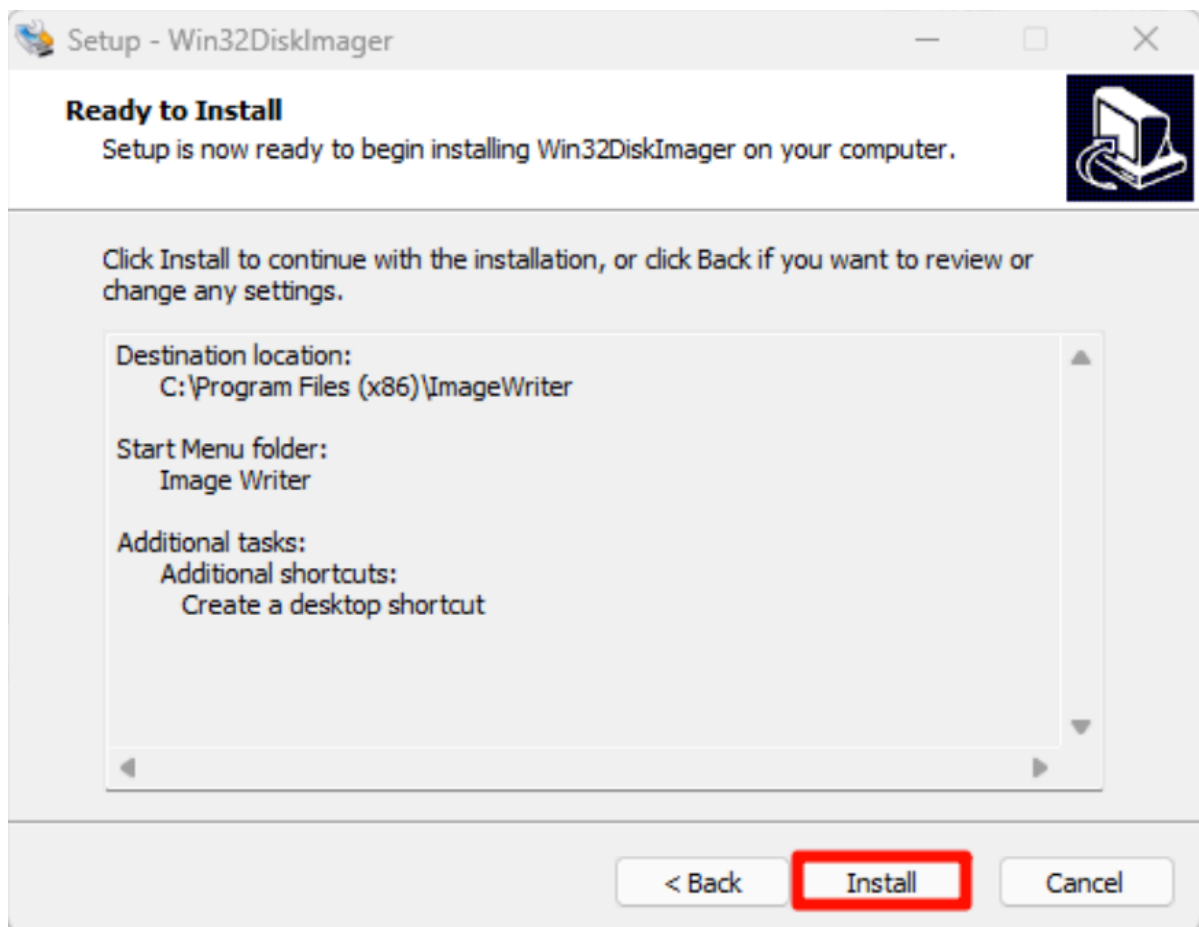 Setup - Win32DiskImager
Ready to Install
Setup is now ready to begin installing Win32DiskImager on your computer.
Click Install to continue with the installation, or click Back if you want to review or
change any settings.
Destination location:
C:\Program Files (x86)\ImageWriter
Start Menu folder:
Image Writer
Additional tasks:
Additional shortcuts:
Create a desktop shortcut
< Back Install Cancel